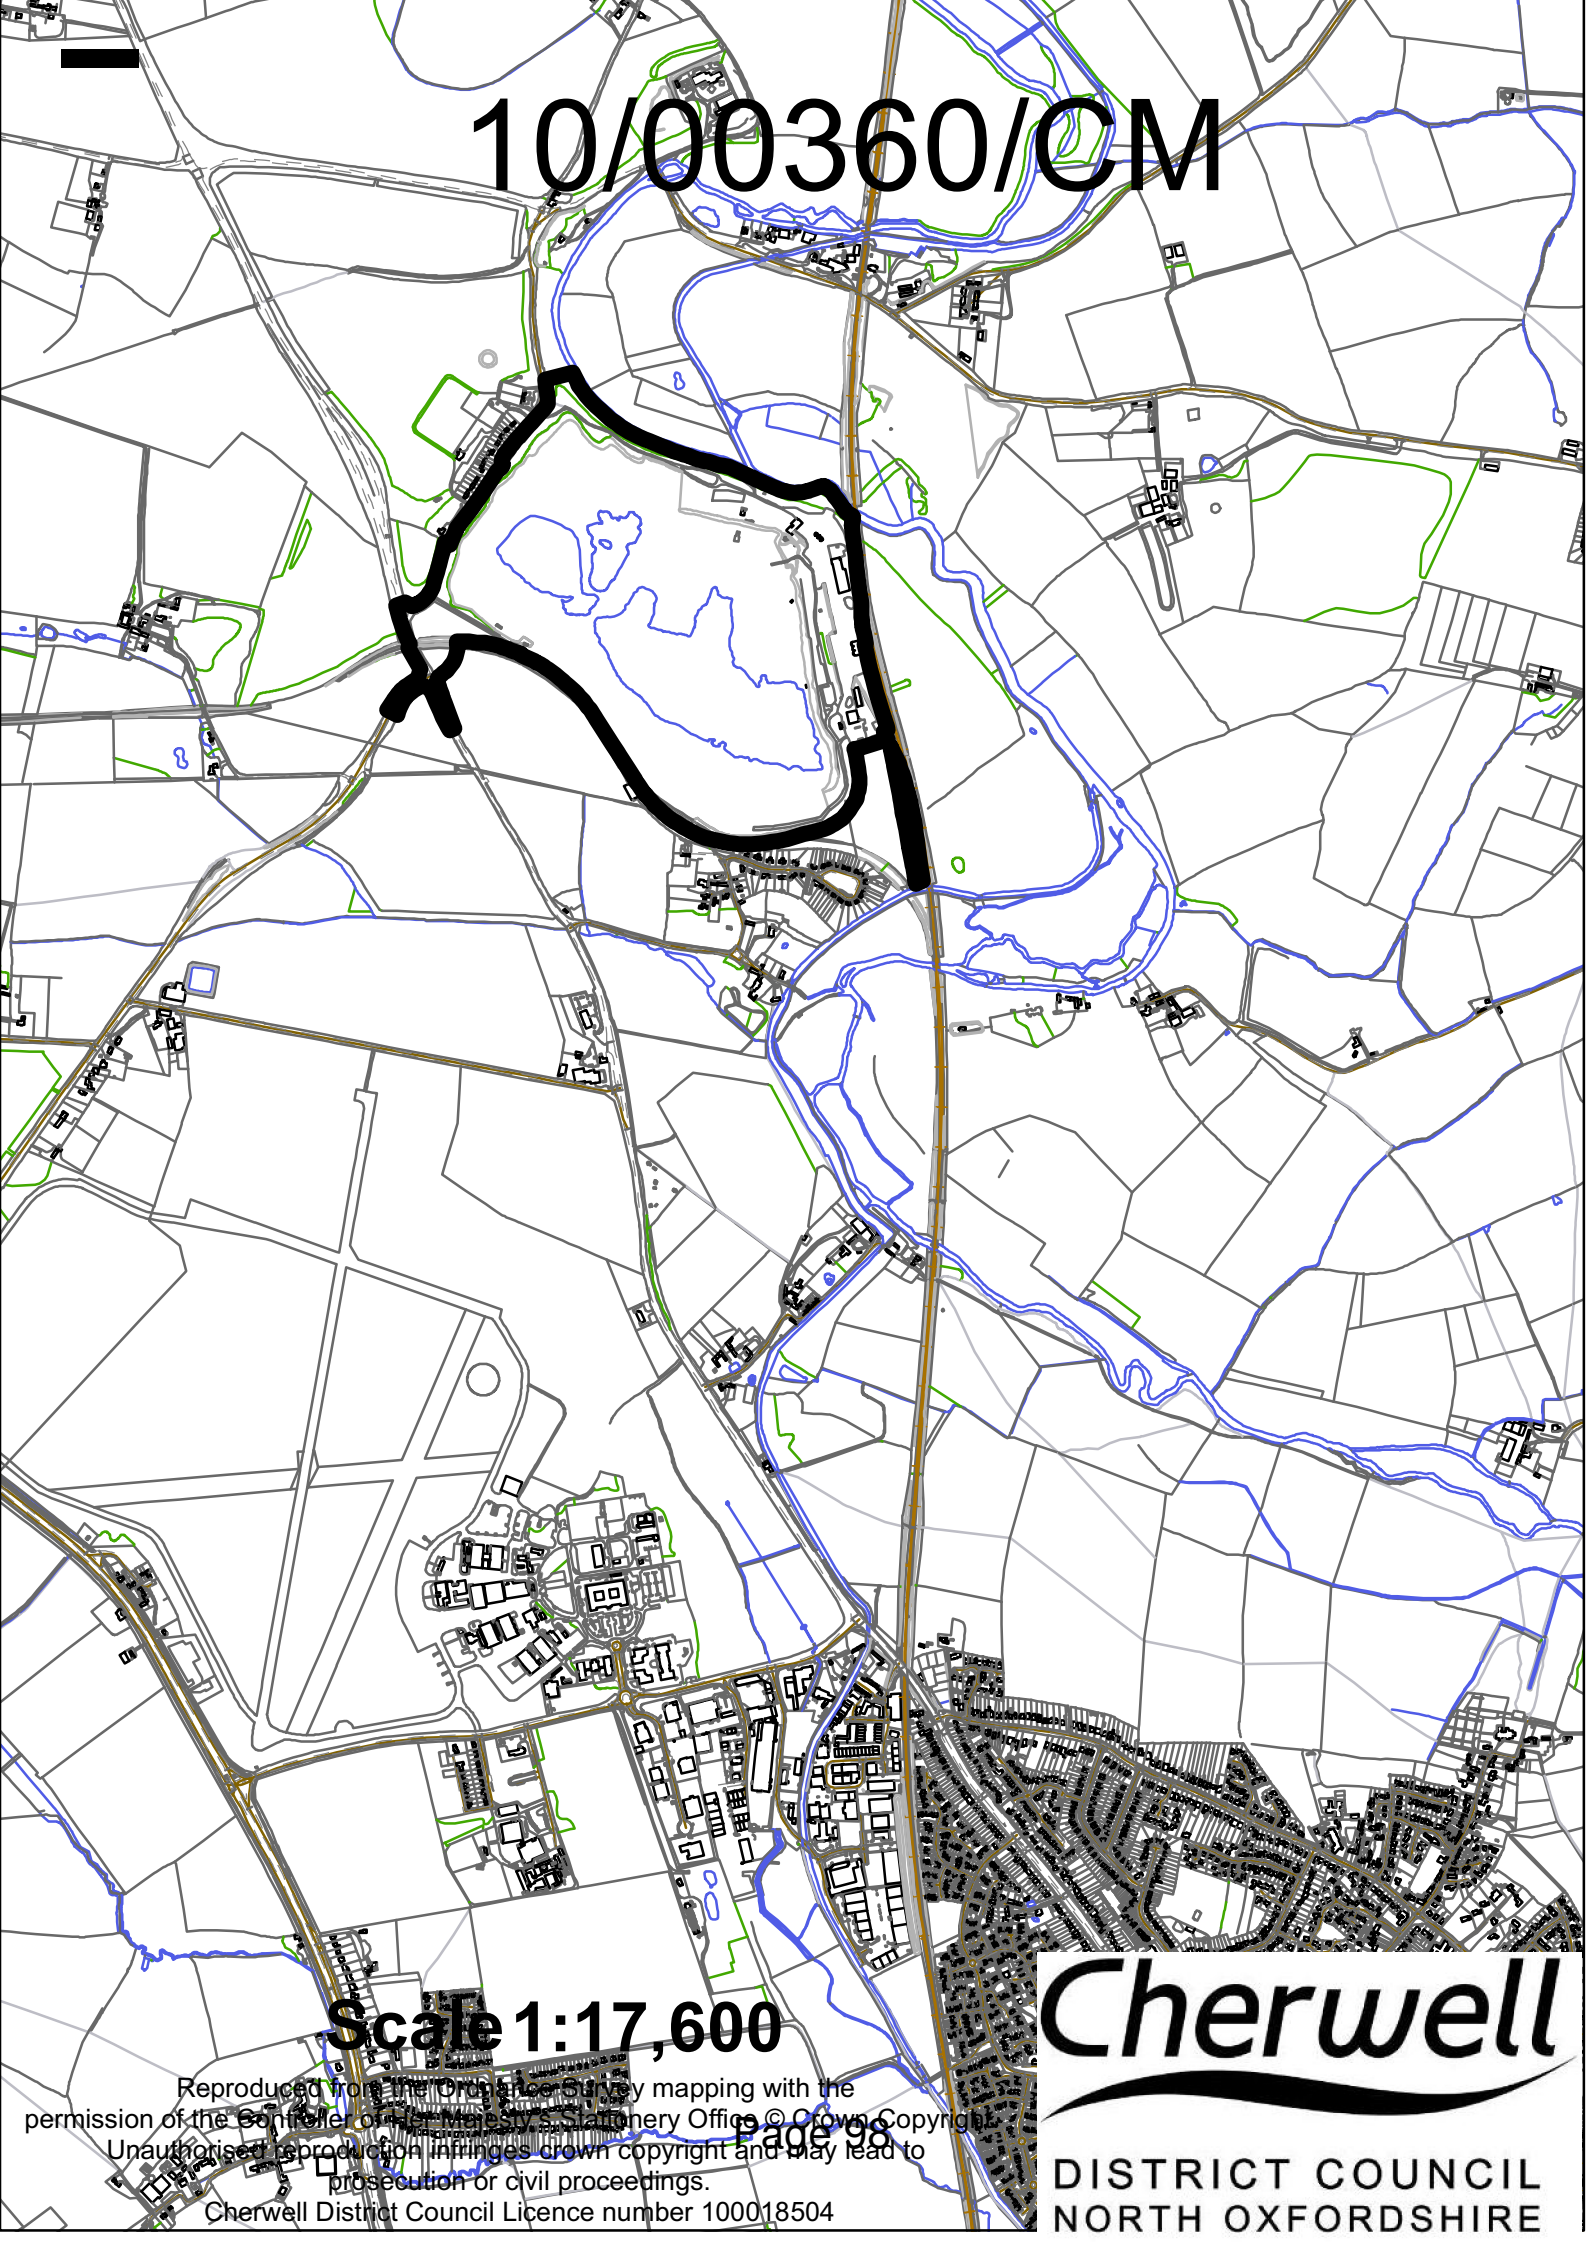 10/00360/CM
Scale 1:17,600
Reproduced from the Ordnance Survey mapping with the
permission of the Controller of Her Majesty's Stationery Office © Crown Copyright.
Unauthorised reproduction infringes crown copyright and may lead to
prosecution or civil proceedings.
Cherwell District Council Licence number 100018504
Page 98
Cherwell
DISTRICT COUNCIL
NORTH OXFORDSHIRE